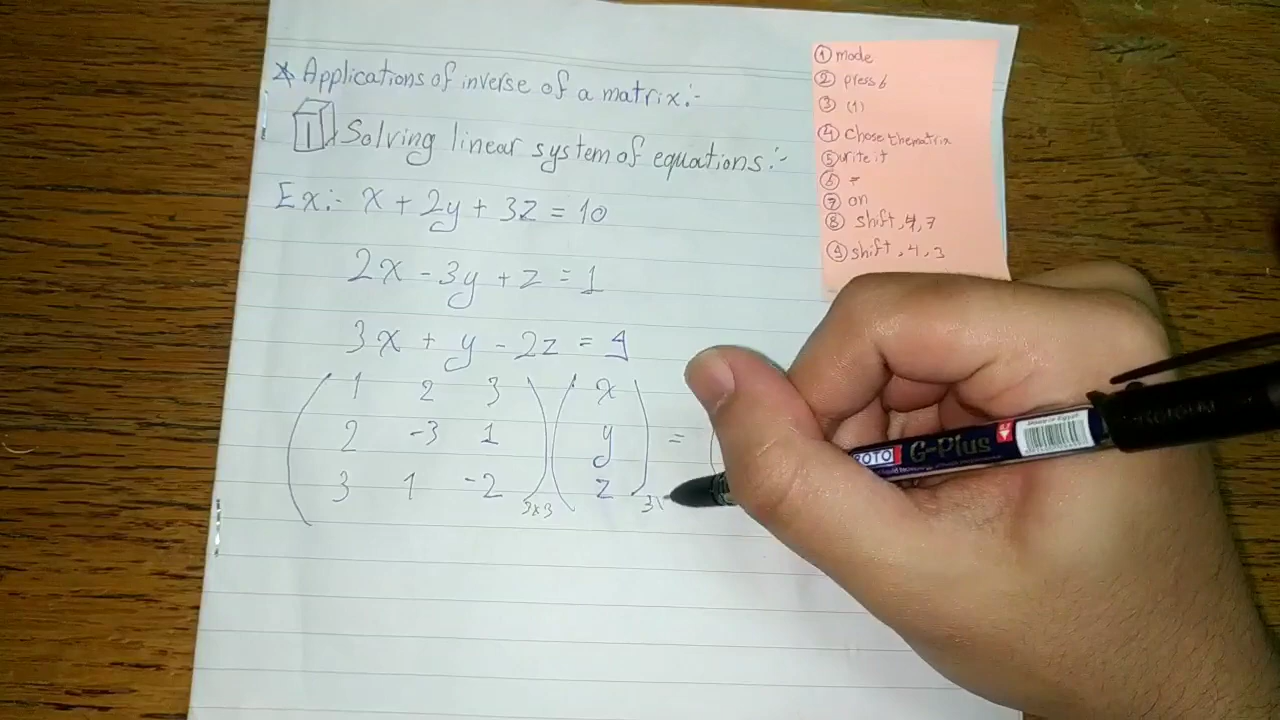 * Applications of inverse of a matrix:-
1 Solving linear system of equations:-
Ex:- x + 2y + 3z = 10
2x - 3y + z = 1
3x + y - 2z = 9
1 2 3 x
2 -3 1 y =
3 1 -2 z
3x3 3
① mode
② press 6
③ (1)
④ chose the matrix
⑤ write it
⑥ =
⑦ on
⑧ shift, 4, 7
⑨ shift, 4, 3
ROTO G-Plus